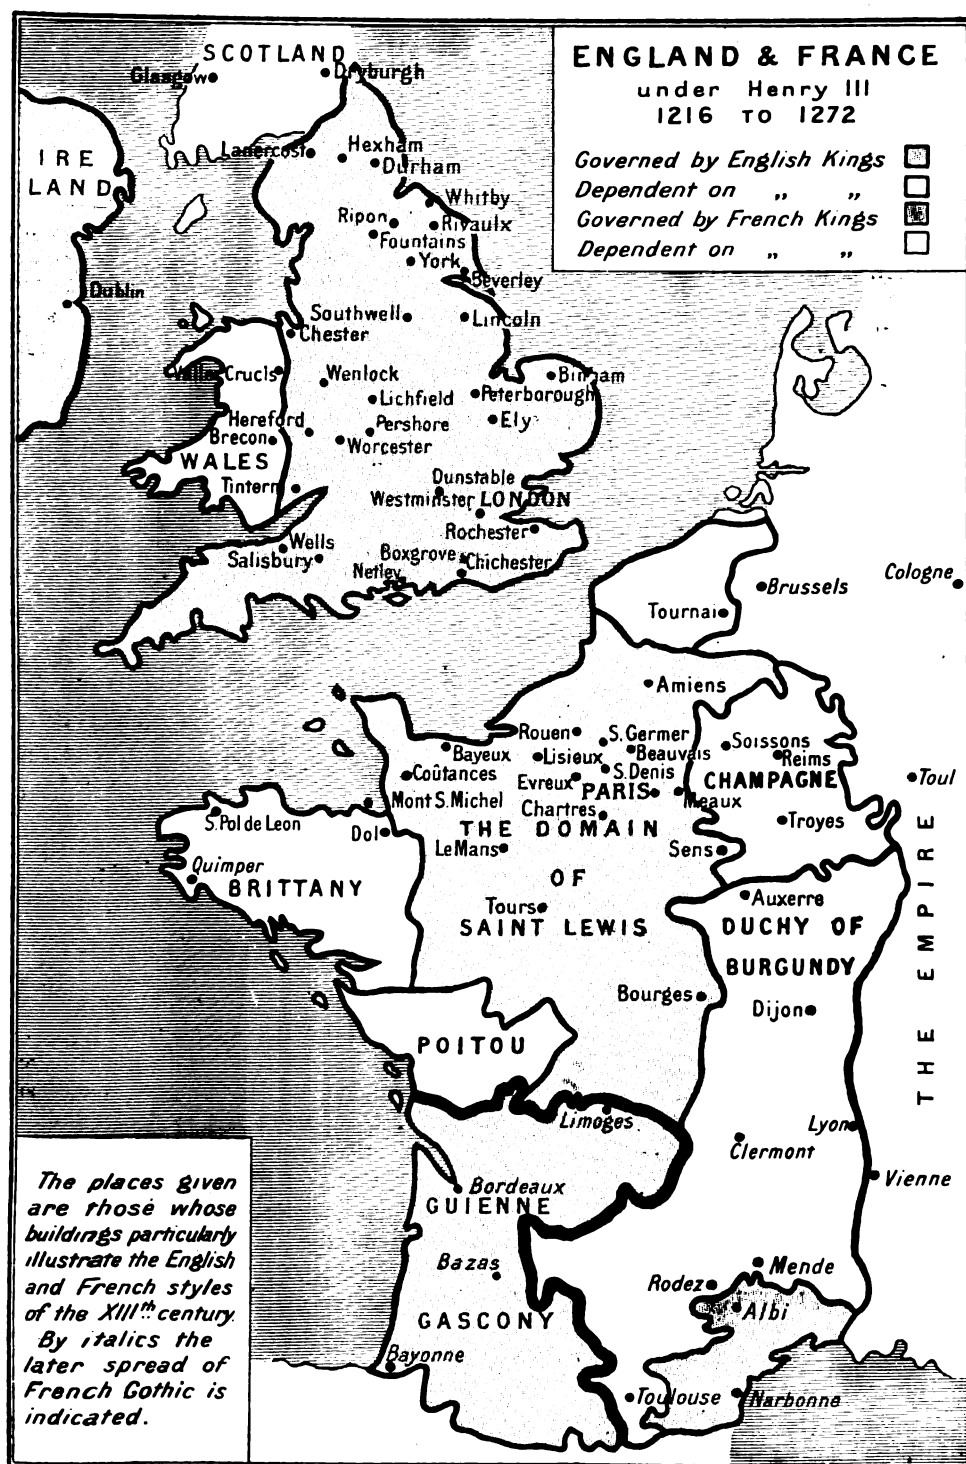 ENGLAND & FRANCE
under Henry III
1216 TO 1272
Governed by English Kings
Dependent on „ „
Governed by French Kings
Dependent on „ „
SCOTLAND
Glasgow
Dryburgh
IRE
LAND
Lanercost
Hexham
Durham
Whitby
Ripon
Rivaulx
Fountains
York
Beverley
Dublin
Southwell
Lincoln
Chester
Valle Crucis
Wenlock
Bingham
Lichfield
Peterborough
Hereford
Pershore
Ely
Brecon
Worcester
WALES
Tintern
Dunstable
Westminster
LONDON
Rochester
Wells
Salisbury
Boxgrove
Chichester
Netley
Tournai
Brussels
Cologne
Amiens
Rouen
S. Germer
Soissons
Bayeux
Lisieux
Beauvais
Reims
Coûtances
Evreux
S. Denis
CHAMPAGNE
Toul
PARIS
Meaux
Mont S. Michel
Chartres
Troyes
S. Pol de Leon
Dol
THE DOMAIN
Le Mans
Sens
Quimper
BRITTANY
OF
Auxerre
Tours
SAINT LEWIS
DUCHY OF
BURGUNDY
THE EMPIRE
Bourges
Dijon
POITOU
Limoges
Lyon
Clermont
Vienne
Bordeaux
GUIENNE
Bazas
Mende
Rodez
Albi
GASCONY
Bayonne
Toulouse
Narbonne
The places given
are those whose
buildings particularly
illustrate the English
and French styles
of the XIIIth century.
By italics the
later spread of
French Gothic is
indicated.